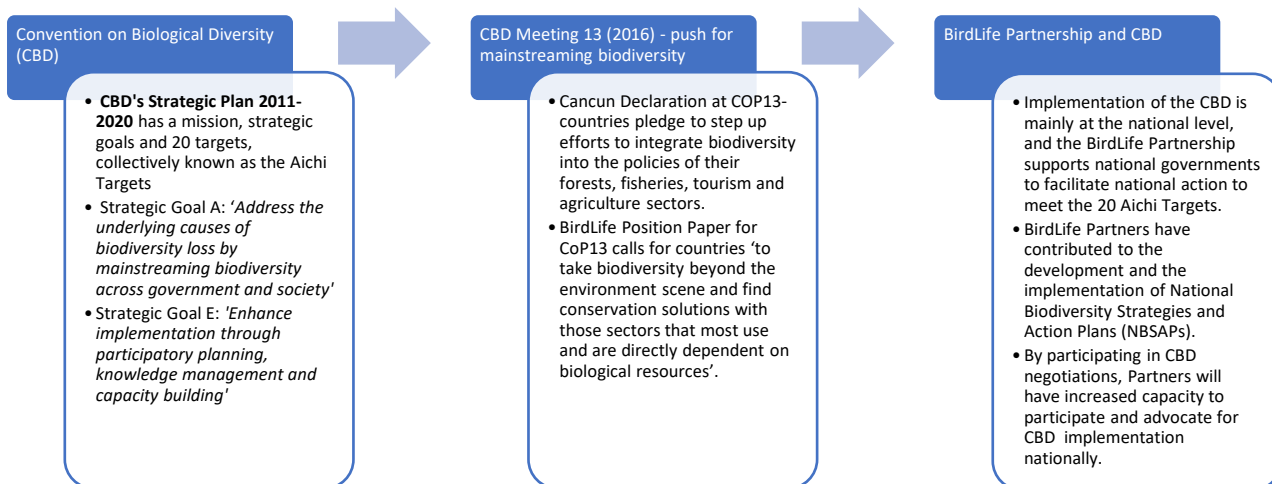 Convention on Biological Diversity
(CBD)
• CBD's Strategic Plan 2011-
2020 has a mission, strategic
goals and 20 targets,
collectively known as the Aichi
Targets
• Strategic Goal A: ‘Address the
underlying causes of
biodiversity loss by
mainstreaming biodiversity
across government and society'
• Strategic Goal E: 'Enhance
implementation through
participatory planning,
knowledge management and
capacity building'
CBD Meeting 13 (2016) - push for
mainstreaming biodiversity
• Cancun Declaration at COP13-
countries pledge to step up
efforts to integrate biodiversity
into the policies of their
forests, fisheries, tourism and
agriculture sectors.
• BirdLife Position Paper for
CoP13 calls for countries ‘to
take biodiversity beyond the
environment scene and find
conservation solutions with
those sectors that most use
and are directly dependent on
biological resources’.
BirdLife Partnership and CBD
• Implementation of the CBD is
mainly at the national level,
and the BirdLife Partnership
supports national governments
to facilitate national action to
meet the 20 Aichi Targets.
• BirdLife Partners have
contributed to the
development and the
implementation of National
Biodiversity Strategies and
Action Plans (NBSAPs).
• By participating in CBD
negotiations, Partners will
have increased capacity to
participate and advocate for
CBD implementation
nationally.